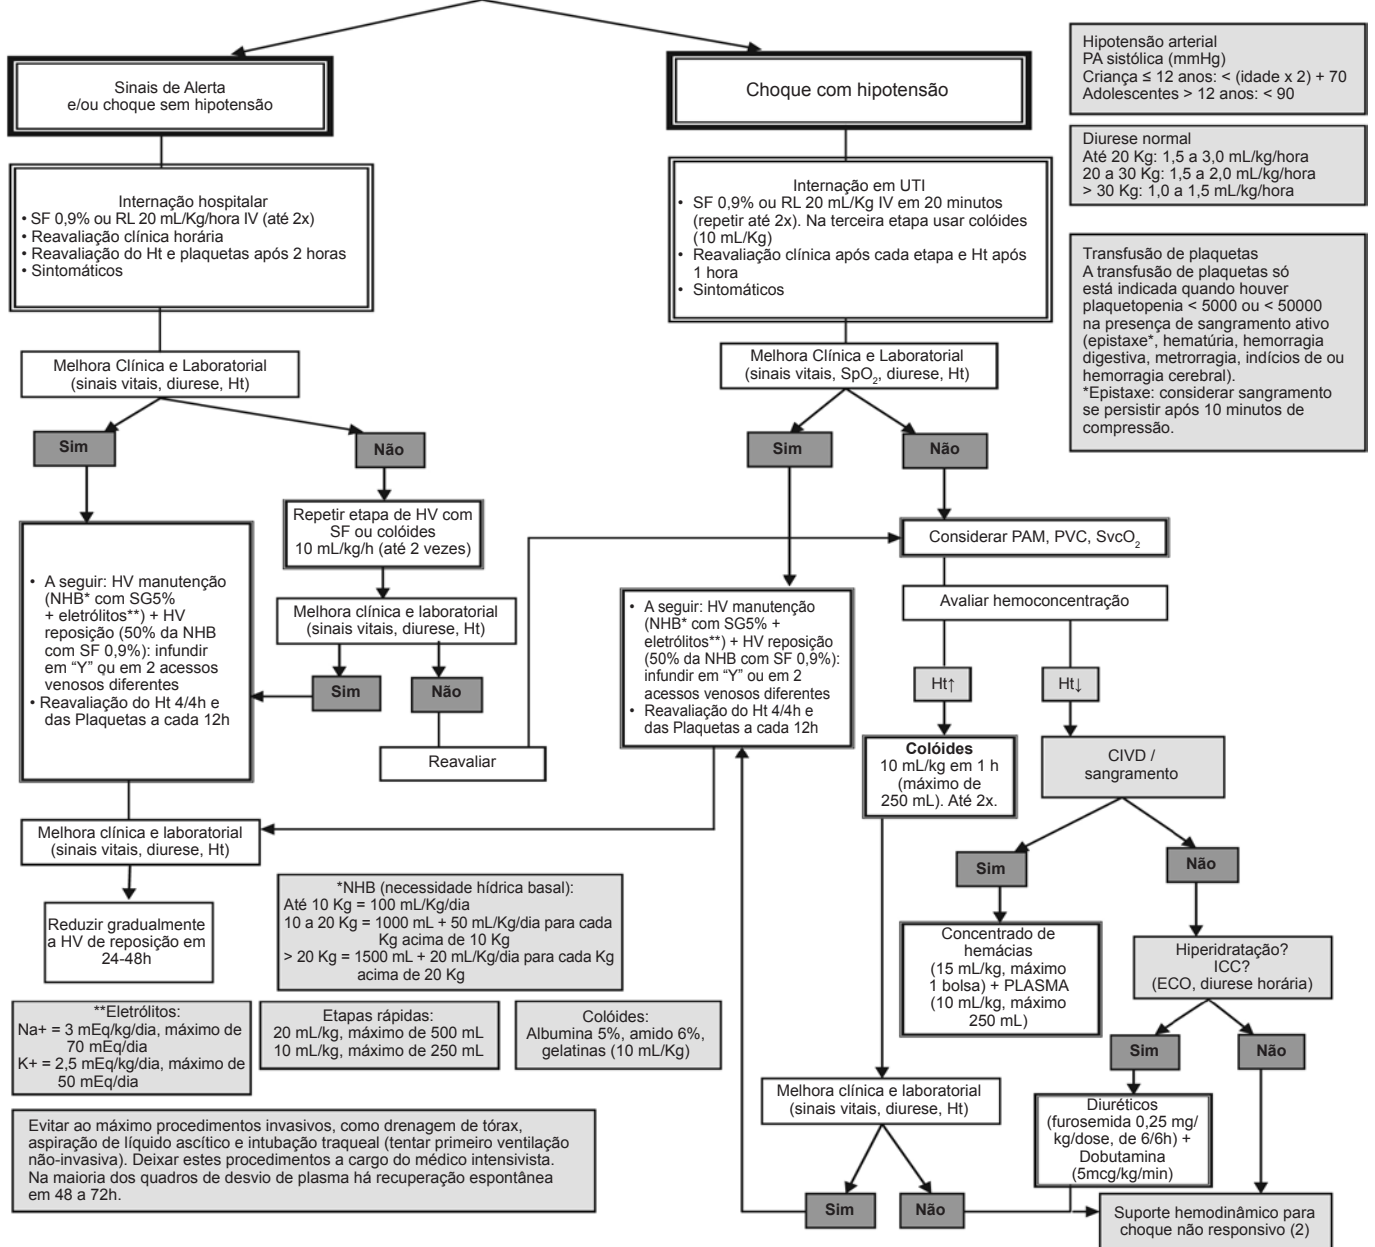 Sinais de Alerta
e/ou choque sem hipotensão
Choque com hipotensão
Hipotensão arterial
PA sistólica (mmHg)
Criança ≤ 12 anos: < (idade x 2) + 70
Adolescentes > 12 anos: < 90
Diurese normal
Até 20 Kg: 1,5 a 3,0 mL/kg/hora
20 a 30 Kg: 1,5 a 2,0 mL/kg/hora
> 30 Kg: 1,0 a 1,5 mL/kg/hora
Internação hospitalar
• SF 0,9% ou RL 20 mL/Kg/hora IV (até 2x)
• Reavaliação clínica horária
• Reavaliação do Ht e plaquetas após 2 horas
• Sintomáticos
Internação em UTI
• SF 0,9% ou RL 20 mL/Kg IV em 20 minutos
(repetir até 2x). Na terceira etapa usar colóides
(10 mL/Kg)
• Reavaliação clínica após cada etapa e Ht após
1 hora
• Sintomáticos
Transfusão de plaquetas
A transfusão de plaquetas só
está indicada quando houver
plaquetopenia < 5000 ou < 50000
na presença de sangramento ativo
(epistaxe*, hematúria, hemorragia
digestiva, metrorragia, indícios de ou
hemorragia cerebral).
*Epistaxe: considerar sangramento
se persistir após 10 minutos de
compressão.
Melhora Clínica e Laboratorial
(sinais vitais, diurese, Ht)
Melhora Clínica e Laboratorial
(sinais vitais, SpO2, diurese, Ht)
Sim
Não
Sim
Não
Repetir etapa de HV com
SF ou colóides
10 mL/kg/h (até 2 vezes)
Considerar PAM, PVC, SvcO2
• A seguir: HV manutenção
(NHB* com SG5%
+ eletrólitos**) + HV
reposição (50% da NHB
com SF 0,9%): infundir
em “Y” ou em 2 acessos
venosos diferentes
• Reavaliação do Ht 4/4h e
das Plaquetas a cada 12h
Melhora clínica e laboratorial
(sinais vitais, diurese, Ht)
Sim
Não
Reavaliar
• A seguir: HV manutenção
(NHB* com SG5% +
eletrólitos**) + HV reposição
(50% da NHB com SF 0,9%):
infundir em “Y” ou em 2
acessos venosos diferentes
• Reavaliação do Ht 4/4h e
das Plaquetas a cada 12h
Avaliar hemoconcentração
Ht↑
Ht↓
Colóides
10 mL/kg em 1 h
(máximo de
250 mL). Até 2x.
CIVD /
sangramento
Melhora clínica e laboratorial
(sinais vitais, diurese, Ht)
Sim
Não
Reduzir gradualmente
a HV de reposição em
24-48h
*NHB (necessidade hídrica basal):
Até 10 Kg = 100 mL/Kg/dia
10 a 20 Kg = 1000 mL + 50 mL/Kg/dia para cada
Kg acima de 10 Kg
> 20 Kg = 1500 mL + 20 mL/Kg/dia para cada Kg
acima de 20 Kg
Concentrado de
hemácias
(15 mL/kg, máximo
1 bolsa) + PLASMA
(10 mL/kg, máximo
250 mL)
Hiperidratação?
ICC?
(ECO, diurese horária)
**Eletrólitos:
Na+ = 3 mEq/kg/dia, máximo de
70 mEq/dia
K+ = 2,5 mEq/kg/dia, máximo de
50 mEq/dia
Etapas rápidas:
20 mL/kg, máximo de 500 mL
10 mL/kg, máximo de 250 mL
Colóides:
Albumina 5%, amido 6%,
gelatinas (10 mL/Kg)
Sim
Não
Melhora clínica e laboratorial
(sinais vitais, diurese, Ht)
Diuréticos
(furosemida 0,25 mg/
kg/dose, de 6/6h) +
Dobutamina
(5mcg/kg/min)
Evitar ao máximo procedimentos invasivos, como drenagem de tórax,
aspiração de líquido ascítico e intubação traqueal (tentar primeiro ventilação
não-invasiva). Deixar estes procedimentos a cargo do médico intensivista.
Na maioria dos quadros de desvio de plasma há recuperação espontânea
em 48 a 72h.
Sim
Não
Suporte hemodinâmico para
choque não responsivo (2)